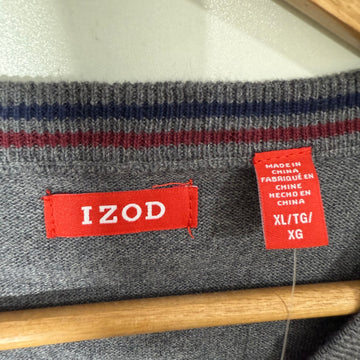 IZOD
MADE IN
CHINA
FABRIQUÉ EN
CHINE
HECHO EN
CHINA
XL/TG/
XG